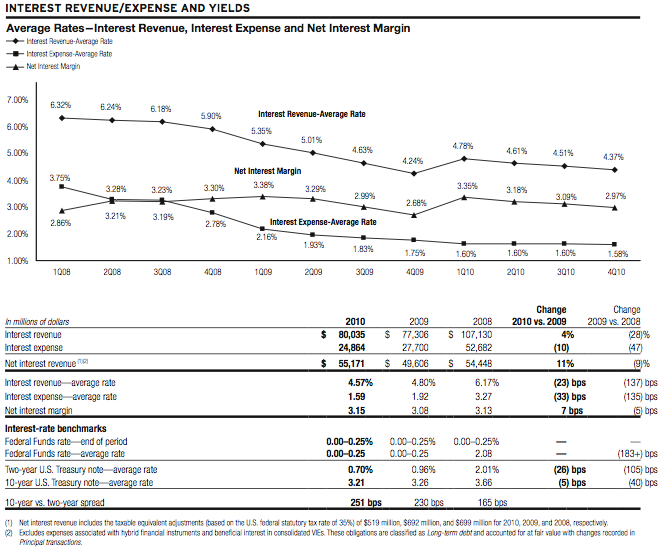 INTEREST REVENUE/EXPENSE AND YIELDS
Average Rates—Interest Revenue, Interest Expense and Net Interest Margin
Interest Revenue-Average Rate
Interest Expense-Average Rate
Net Interest Margin
7.00%
6.00%
5.00%
4.00%
3.00%
2.00%
1.00%
6.32% 6.24% 6.18% 5.90% 5.35% 5.01% 4.63% 4.24% 4.78% 4.61% 4.51% 4.37%
Interest Revenue-Average Rate
Net Interest Margin
3.75% 3.28% 3.23% 3.30% 3.38% 3.29% 2.99% 2.68% 3.35% 3.18% 3.09% 2.97%
Interest Expense-Average Rate
2.86% 3.21% 3.19% 2.78% 2.16% 1.93% 1.83% 1.75% 1.60% 1.60% 1.60% 1.58%
1Q08 2Q08 3Q08 4Q08 1Q09 2Q09 3Q09 4Q09 1Q10 2Q10 3Q10 4Q10
Change Change
In millions of dollars 2010 2009 2008 2010 vs. 2009 2009 vs. 2008
Interest revenue $ 80,035 $ 77,306 $ 107,130 4% (28)%
Interest expense 24,864 27,700 52,682 (10) (47)
Net interest revenue (1)(2) $ 55,171 $ 49,606 $ 54,448 11% (9)%
Interest revenue—average rate 4.57% 4.80% 6.17% (23) bps (137) bps
Interest expense—average rate 1.59 1.92 3.27 (33) bps (135) bps
Net interest margin 3.15 3.08 3.13 7 bps (5) bps
Interest-rate benchmarks
Federal Funds rate—end of period 0.00–0.25% 0.00–0.25% 0.00–0.25% — —
Federal Funds rate—average rate 0.00–0.25 0.00–0.25 2.08 — (183+) bps
Two-year U.S. Treasury note—average rate 0.70% 0.96% 2.01% (26) bps (105) bps
10-year U.S. Treasury note—average rate 3.21 3.26 3.66 (5) bps (40) bps
10-year vs. two-year spread 251 bps 230 bps 165 bps
(1) Net interest revenue includes the taxable equivalent adjustments (based on the U.S. federal statutory tax rate of 35%) of $519 million, $692 million, and $699 million for 2010, 2009, and 2008, respectively.
(2) Excludes expenses associated with hybrid financial instruments and beneficial interest in consolidated VIEs. These obligations are classified as Long-term debt and accounted for at fair value with changes recorded in
Principal transactions.